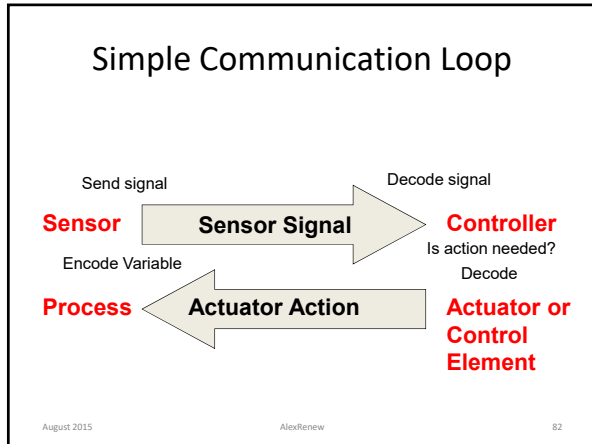 Simple Communication Loop
Send signal
Decode signal
Sensor
Sensor Signal
Controller
Is action needed?
Encode Variable
Decode
Process
Actuator Action
Actuator or
Control
Element
August 2015
AlexRenew
82